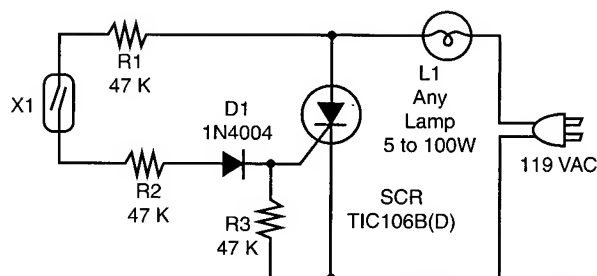 R1
47 K
X1
D1
1N4004
R2
47 K
R3
47 K
L1
Any
Lamp
5 to 100W
119 VAC
SCR
TIC106B(D)